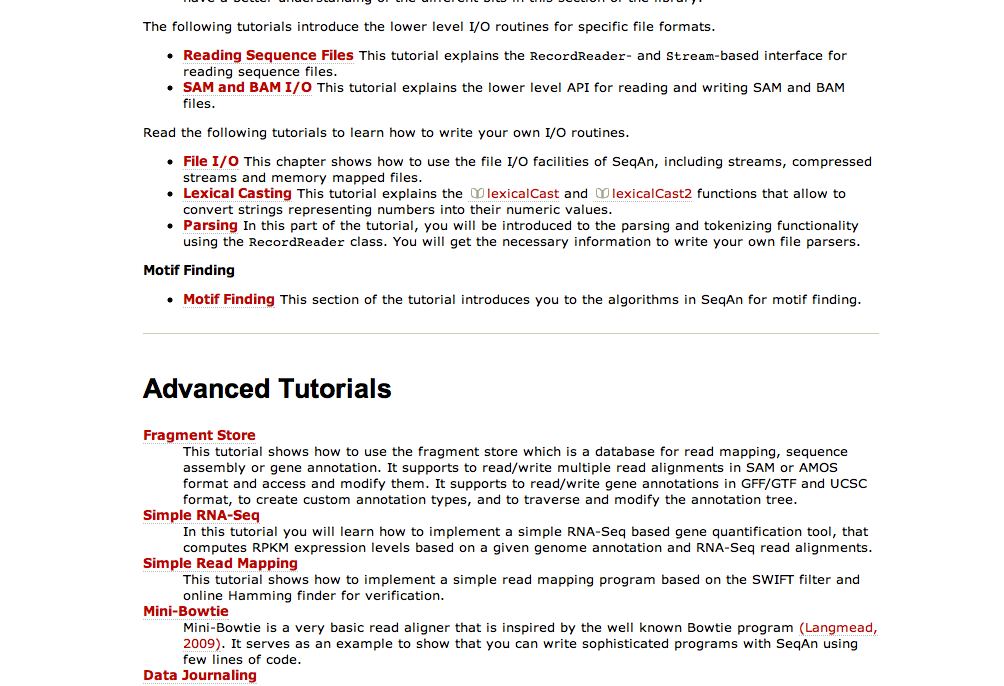 have a better understanding of the different bits in this section of the library.
The following tutorials introduce the lower level I/O routines for specific file formats.
• Reading Sequence Files This tutorial explains the RecordReader- and Stream-based interface for
reading sequence files.
• SAM and BAM I/O This tutorial explains the lower level API for reading and writing SAM and BAM
files.
Read the following tutorials to learn how to write your own I/O routines.
• File I/O This chapter shows how to use the file I/O facilities of SeqAn, including streams, compressed
streams and memory mapped files.
• Lexical Casting This tutorial explains the lexicalCast and lexicalCast2 functions that allow to
convert strings representing numbers into their numeric values.
• Parsing In this part of the tutorial, you will be introduced to the parsing and tokenizing functionality
using the RecordReader class. You will get the necessary information to write your own file parsers.
Motif Finding
• Motif Finding This section of the tutorial introduces you to the algorithms in SeqAn for motif finding.
Advanced Tutorials
Fragment Store
This tutorial shows how to use the fragment store which is a database for read mapping, sequence
assembly or gene annotation. It supports to read/write multiple read alignments in SAM or AMOS
format and access and modify them. It supports to read/write gene annotations in GFF/GTF and UCSC
format, to create custom annotation types, and to traverse and modify the annotation tree.
Simple RNA-Seq
In this tutorial you will learn how to implement a simple RNA-Seq based gene quantification tool, that
computes RPKM expression levels based on a given genome annotation and RNA-Seq read alignments.
Simple Read Mapping
This tutorial shows how to implement a simple read mapping program based on the SWIFT filter and
online Hamming finder for verification.
Mini-Bowtie
Mini-Bowtie is a very basic read aligner that is inspired by the well known Bowtie program (Langmead,
2009). It serves as an example to show that you can write sophisticated programs with SeqAn using
few lines of code.
Data Journaling